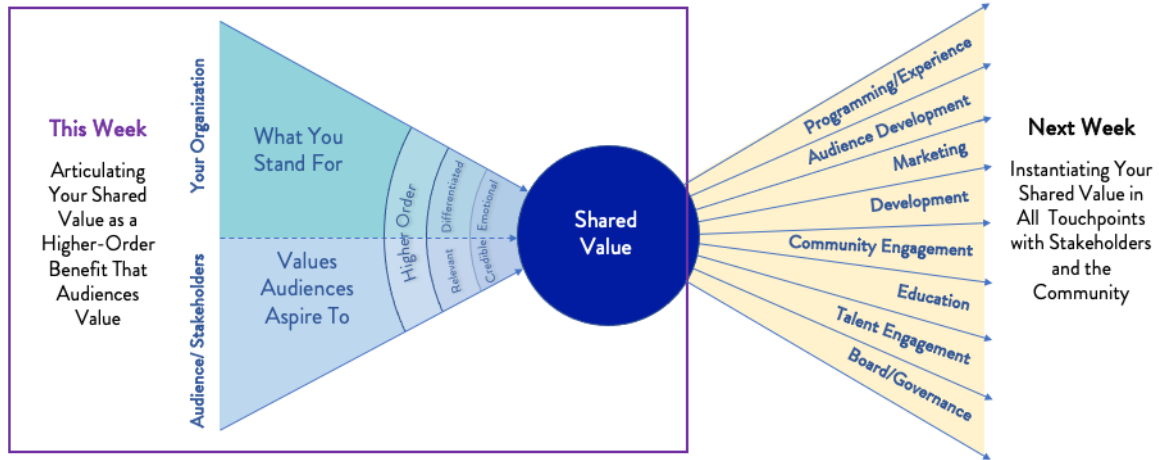 This Week
Articulating
Your Shared
Value as a
Higher-Order
Benefit That
Audiences
Value
Your Organization
Audience/ Stakeholders
What You
Stand For
Values
Audiences
Aspire To
Higher Order
Differentiated
Relevant
Emotional
Credible
Shared
Value
Programming/Experience
Audience Development
Marketing
Development
Community Engagement
Education
Talent Engagement
Board/Governance
Next Week
Instantiating Your
Shared Value in
All Touchpoints
with Stakeholders
and the
Community